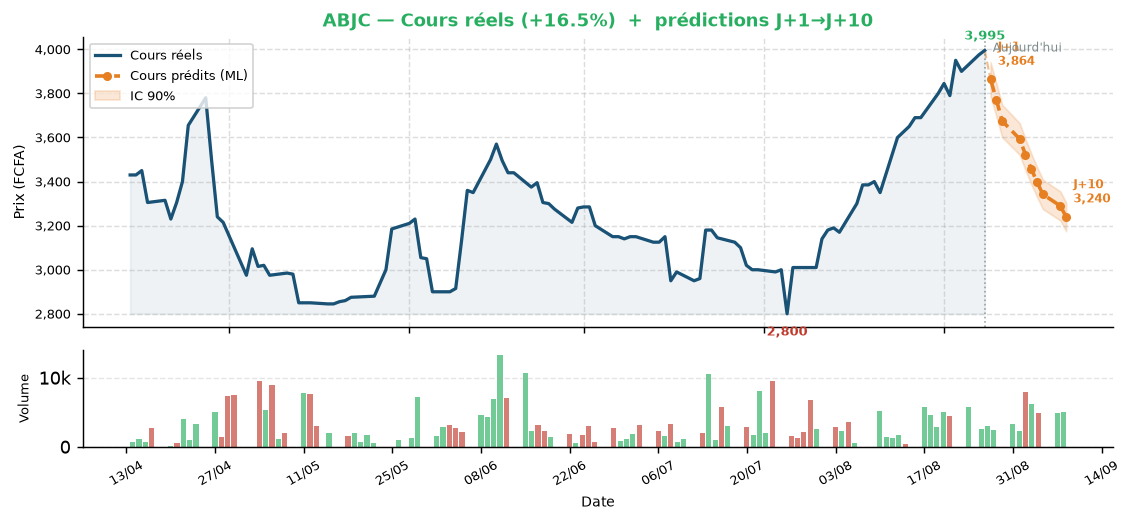 ABJC — Cours réels (+16.5%)  +  prédictions J+1→J+10
Cours réels
Cours prédits (ML)
IC 90%
3,995
Aujourd'hui
J+1
3,864
J+10
3,240
2,800
Prix (FCFA)
4,000
3,800
3,600
3,400
3,200
3,000
2,800
Volume
10k
0
13/04
27/04
11/05
25/05
08/06
22/06
06/07
20/07
03/08
17/08
31/08
14/09
Date